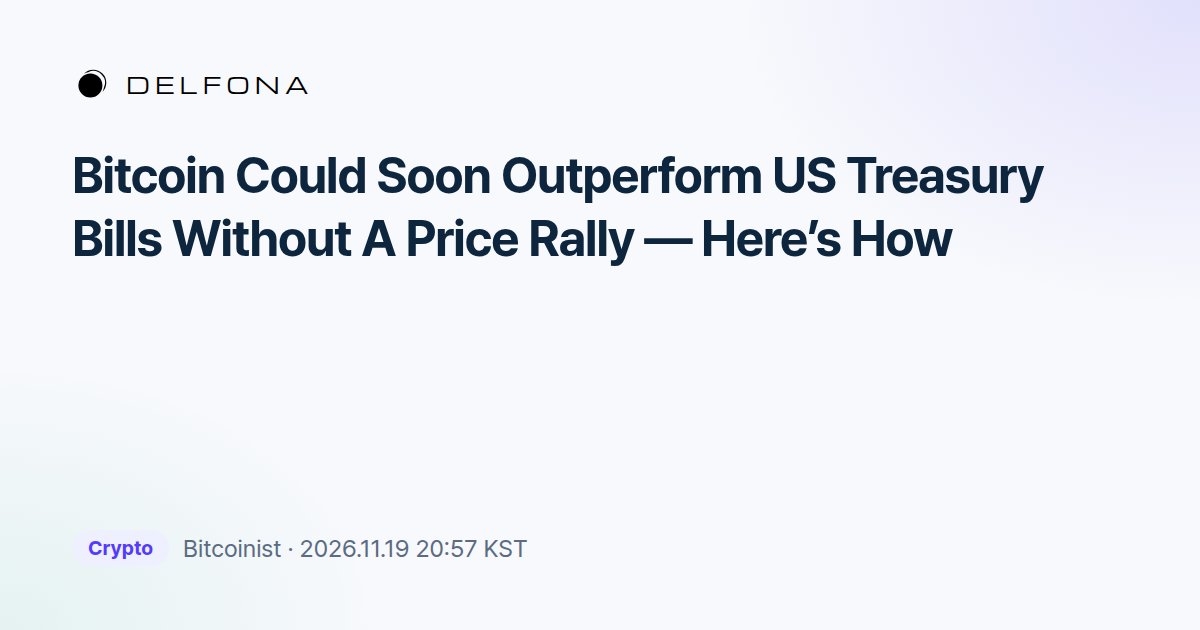 DELFONA
Bitcoin Could Soon Outperform US Treasury
Bills Without A Price Rally — Here’s How
Crypto Bitcoinist · 2026.11.19 20:57 KST